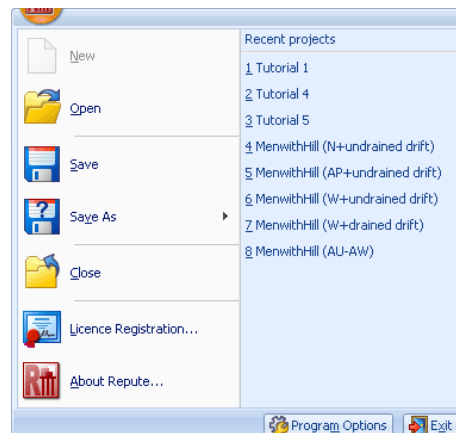 New
Open
Save
Save As
Close
Licence Registration...
About Repute...
Recent projects
1 Tutorial 1
2 Tutorial 4
3 Tutorial 5
4 MenwithHill (N+undrained drift)
5 MenwithHill (AP+undrained drift)
6 MenwithHill (W+undrained drift)
7 MenwithHill (W+drained drift)
8 MenwithHill (AU-AW)
Program Options
Exit